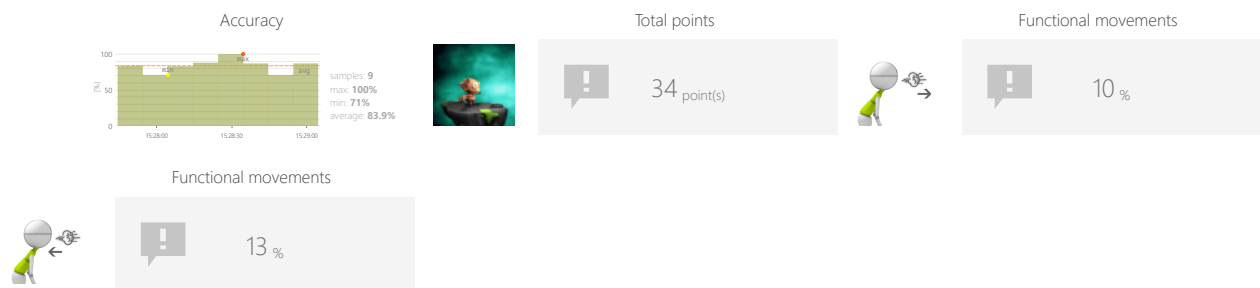 Accuracy
Total points
Functional movements
100
max
min
avg
(%)
50
0
15:28:00
15:28:30
15:29:00
samples: 9
max: 100%
min: 71%
average: 83.9%
34 point(s)
10 %
Functional movements
13 %